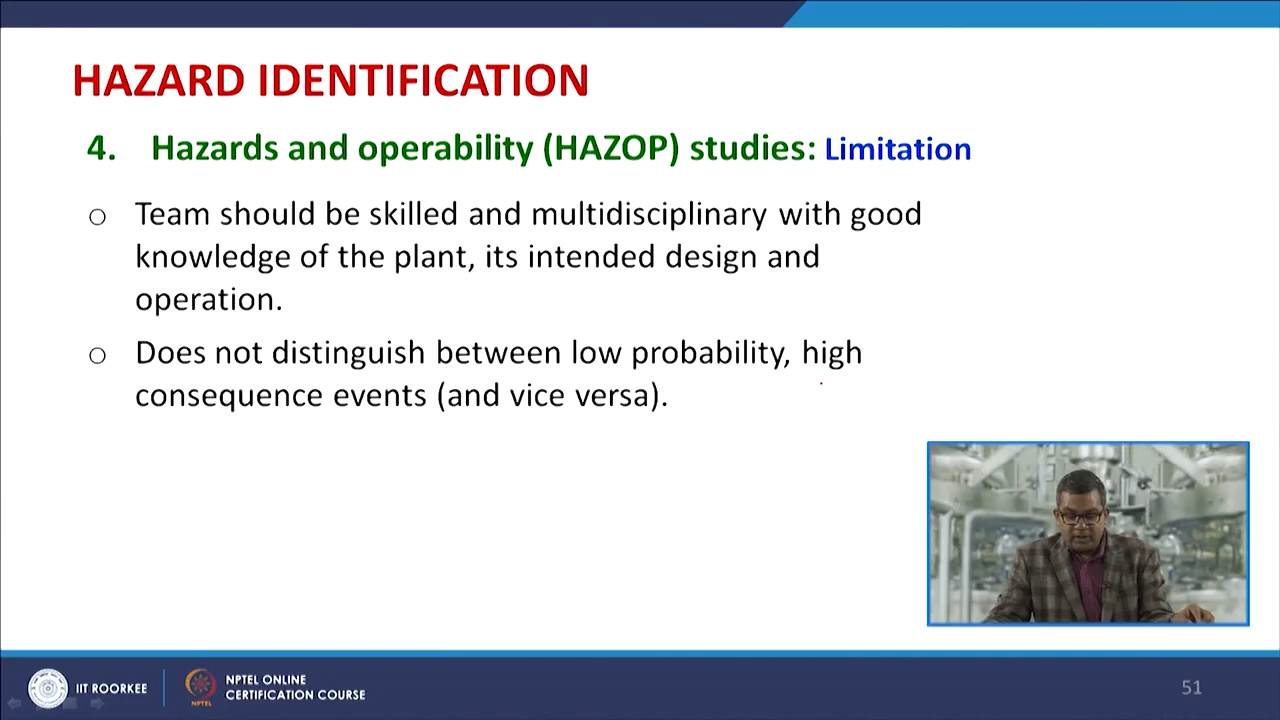 HAZARD IDENTIFICATION
4. Hazards and operability (HAZOP) studies: Limitation
o Team should be skilled and multidisciplinary with good
knowledge of the plant, its intended design and
operation.
o Does not distinguish between low probability, high
consequence events (and vice versa).
IIT ROORKEE
NPTEL
NPTEL ONLINE
CERTIFICATION COURSE
51